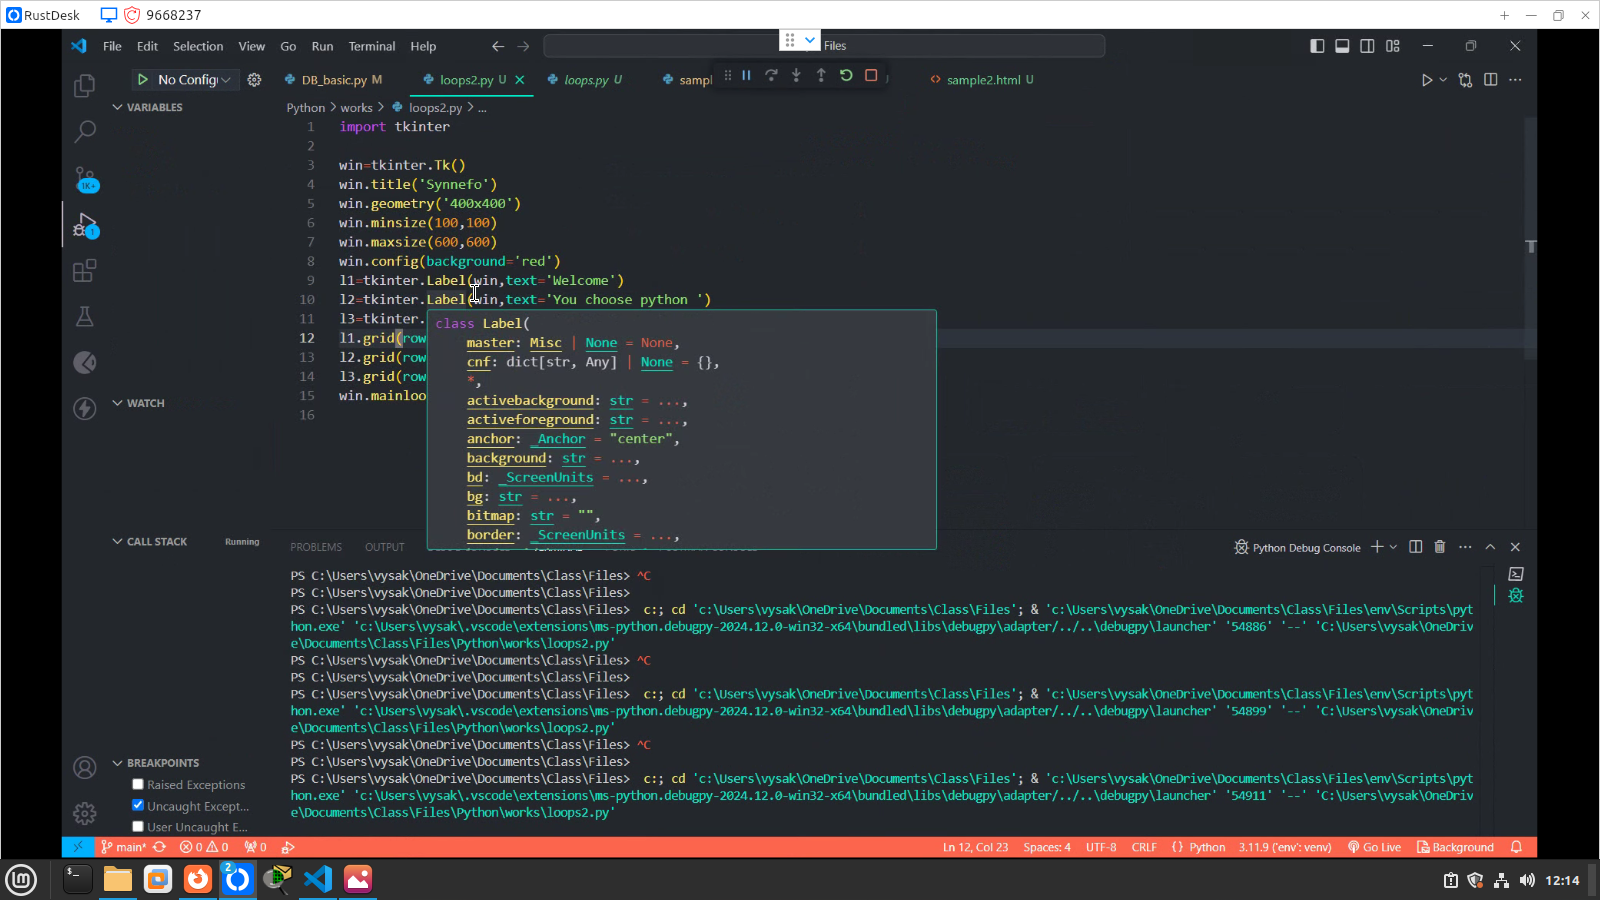 RustDesk 9668237
File Edit Selection View Go Run Terminal Help Files
No Config DB_basic.py M loops2.py U loops.py U sampl sample2.html U
VARIABLES
Python > works > loops2.py > ...
1 import tkinter
2
3 win=tkinter.Tk()
4 win.title('Synnefo')
5 win.geometry('400x400')
6 win.minsize(100,100)
7 win.maxsize(600,600)
8 win.config(background='red')
9 l1=tkinter.Label(win,text='Welcome')
10 l2=tkinter.Label(win,text='You choose python ')
11 l3=tkinter.
12 l1.grid(row
13 l2.grid(row
14 l3.grid(row
15 win.mainloo
16
class Label(
master: Misc | None = None,
cnf: dict[str, Any] | None = {},
*,
activebackground: str = ...,
activeforeground: str = ...,
anchor: _Anchor = "center",
background: str = ...,
bd: _ScreenUnits = ...,
bg: str = ...,
bitmap: str = "",
border: _ScreenUnits = ...,
WATCH
CALL STACK Running
PROBLEMS OUTPUT
Python Debug Console
PS C:\Users\vysak\OneDrive\Documents\Class\Files> ^C
PS C:\Users\vysak\OneDrive\Documents\Class\Files>
PS C:\Users\vysak\OneDrive\Documents\Class\Files> c:; cd 'c:\Users\vysak\OneDrive\Documents\Class\Files'; & 'c:\Users\vysak\OneDrive\Documents\Class\Files\env\Scripts\pyt
hon.exe' 'c:\Users\vysak\.vscode\extensions\ms-python.debugpy-2024.12.0-win32-x64\bundled\libs\debugpy\adapter/../..\debugpy\launcher' '54886' '--' 'C:\Users\vysak\OneDriv
e\Documents\Class\Files\Python\works\loops2.py'
PS C:\Users\vysak\OneDrive\Documents\Class\Files> ^C
PS C:\Users\vysak\OneDrive\Documents\Class\Files>
PS C:\Users\vysak\OneDrive\Documents\Class\Files> c:; cd 'c:\Users\vysak\OneDrive\Documents\Class\Files'; & 'c:\Users\vysak\OneDrive\Documents\Class\Files\env\Scripts\pyt
hon.exe' 'c:\Users\vysak\.vscode\extensions\ms-python.debugpy-2024.12.0-win32-x64\bundled\libs\debugpy\adapter/../..\debugpy\launcher' '54899' '--' 'C:\Users\vysak\OneDriv
e\Documents\Class\Files\Python\works\loops2.py'
PS C:\Users\vysak\OneDrive\Documents\Class\Files> ^C
PS C:\Users\vysak\OneDrive\Documents\Class\Files>
PS C:\Users\vysak\OneDrive\Documents\Class\Files> c:; cd 'c:\Users\vysak\OneDrive\Documents\Class\Files'; & 'c:\Users\vysak\OneDrive\Documents\Class\Files\env\Scripts\pyt
hon.exe' 'c:\Users\vysak\.vscode\extensions\ms-python.debugpy-2024.12.0-win32-x64\bundled\libs\debugpy\adapter/../..\debugpy\launcher' '54911' '--' 'C:\Users\vysak\OneDriv
e\Documents\Class\Files\Python\works\loops2.py'
1K+
1
BREAKPOINTS
Raised Exceptions
Uncaught Except...
User Uncaught E...
main* 0 0 0 Ln 12, Col 23 Spaces: 4 UTF-8 CRLF {} Python 3.11.9 ('env': venv) Go Live Background
2 12:14